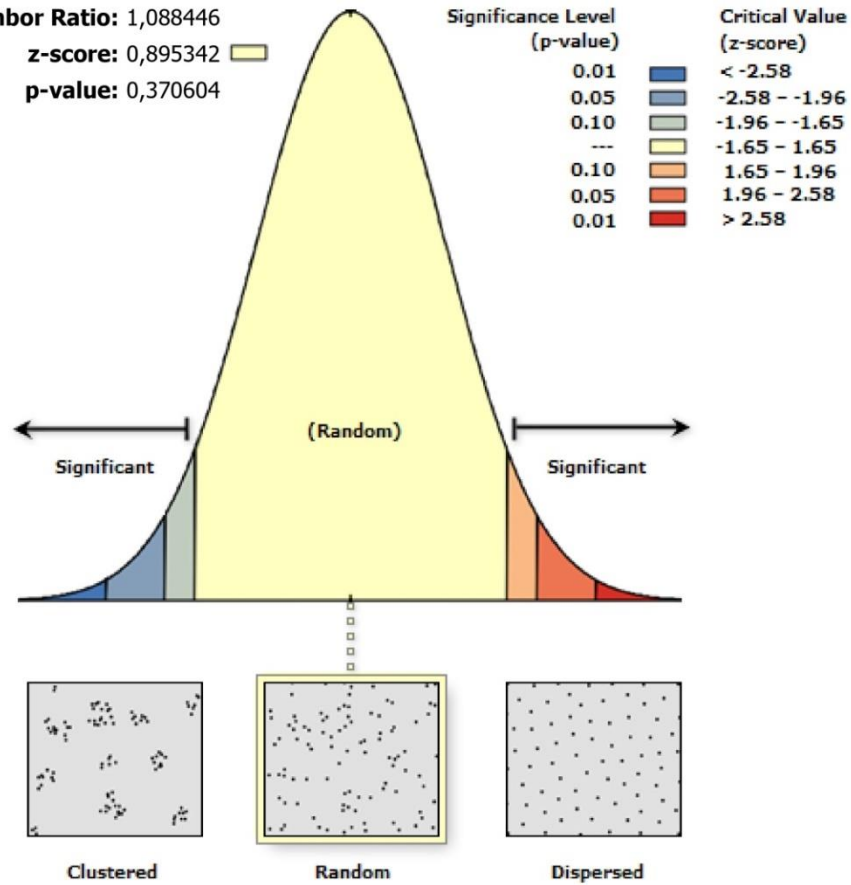 nbor Ratio: 1,088446
z-score: 0,895342
p-value: 0,370604
Significance Level
(p-value)
Critical Value
(z-score)
0.01 < -2.58
0.05 -2.58 – -1.96
0.10 -1.96 – -1.65
--- -1.65 – 1.65
0.10 1.65 – 1.96
0.05 1.96 – 2.58
0.01 > 2.58
(Random)
Significant
Significant
Clustered
Random
Dispersed